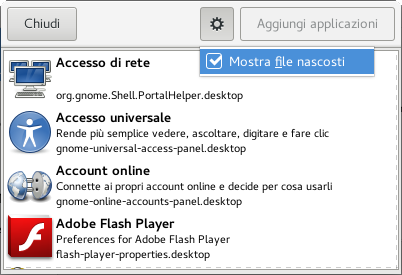 Chiudi
Aggiungi applicazioni
Mostra file nascosti
Accesso di rete
org.gnome.Shell.PortalHelper.desktop
Accesso universale
Rende più semplice vedere, ascoltare, digitare e fare clic
gnome-universal-access-panel.desktop
Account online
Connette ai propri account online e decide per cosa usarli
gnome-online-accounts-panel.desktop
Adobe Flash Player
Preferences for Adobe Flash Player
flash-player-properties.desktop